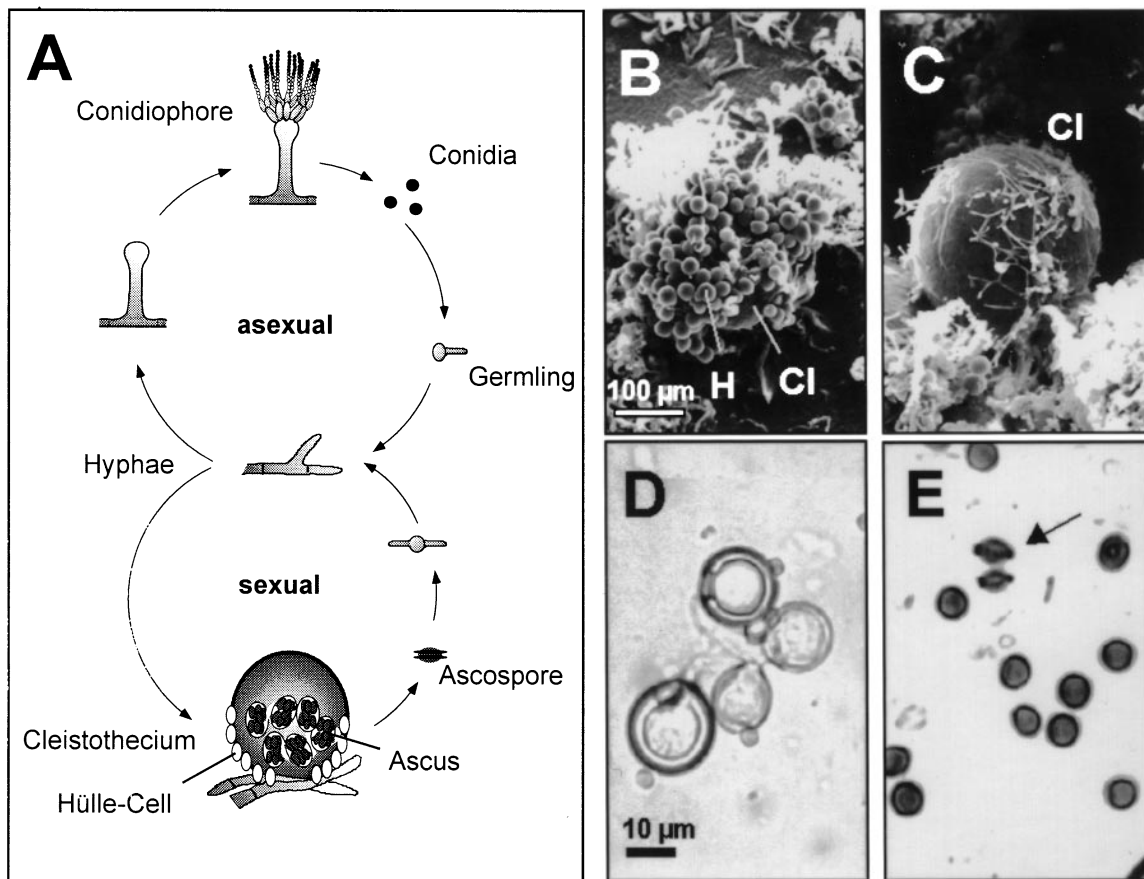 A
Conidiophore
Conidia
asexual
Germling
Hyphae
sexual
Ascospore
Cleistothecium
Ascus
Hülle-Cell
B
H
Cl
100 µm
C
Cl
D
10 µm
E